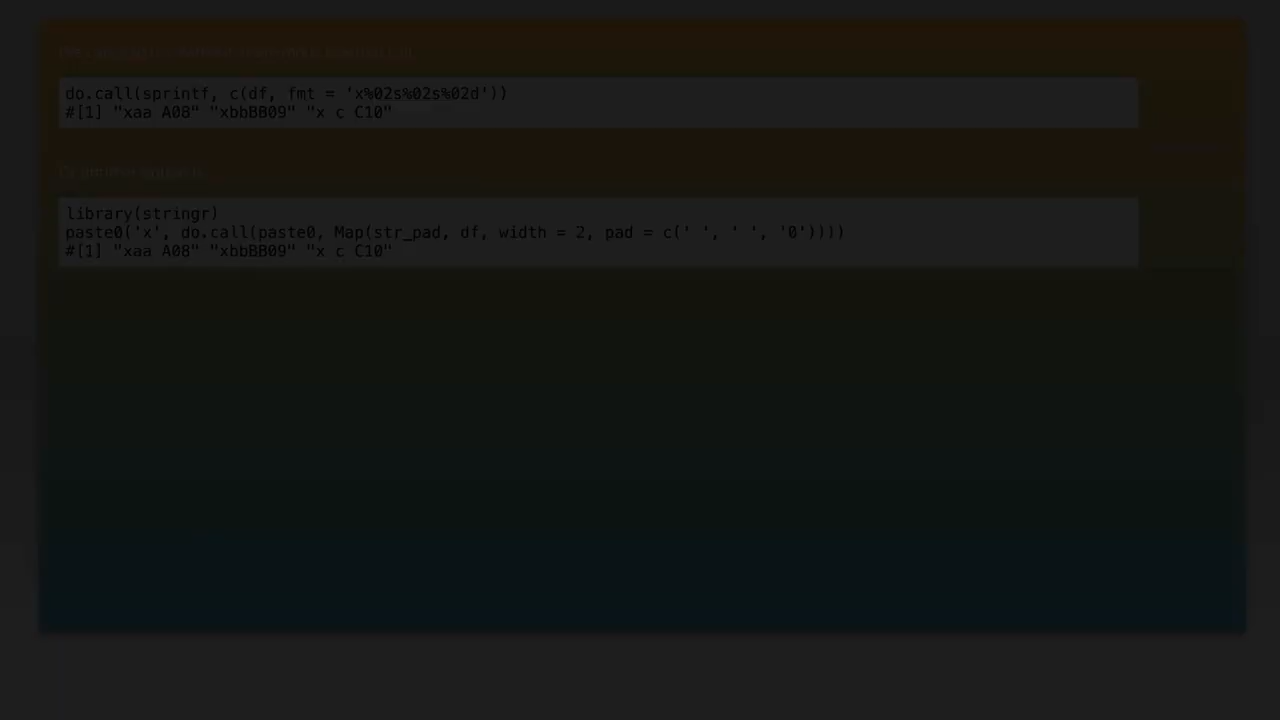 do.call(sprintf, c(df, fmt = 'x%02s%02s%02d'))
#[1] "xaa A08" "xbbBB09" "x c C10"
library(stringr)
paste0('x', do.call(paste0, Map(str_pad, df, width = 2, pad = c(' ', ' ', '0'))))
#[1] "xaa A08" "xbbBB09" "x c C10"